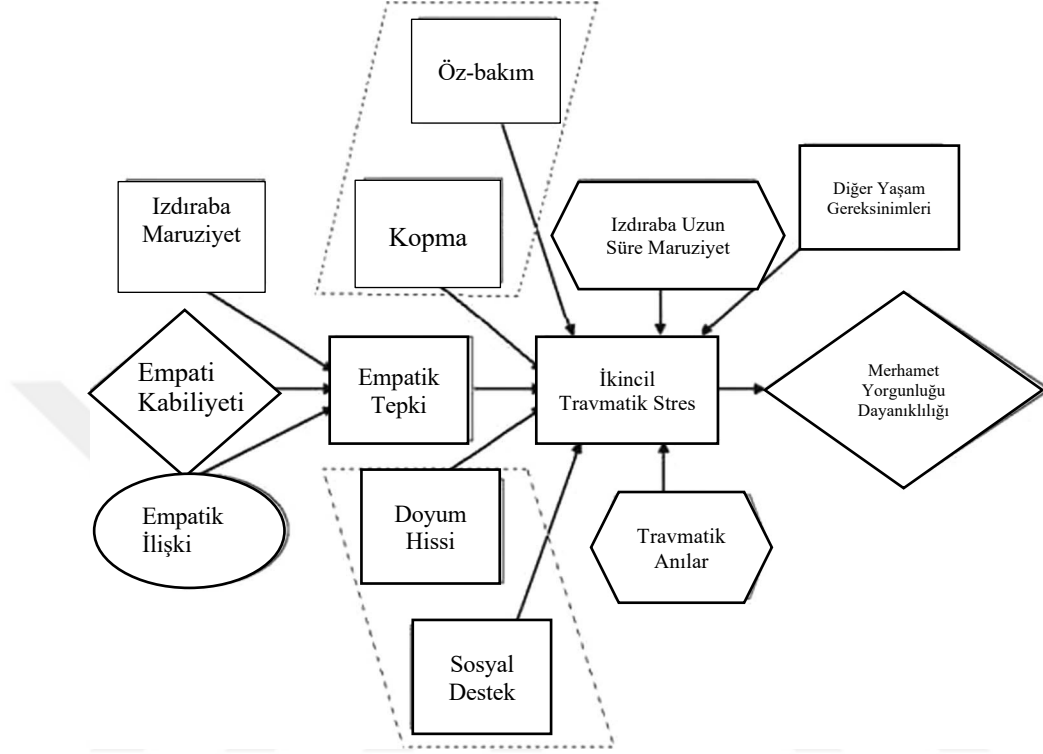 Öz-bakım
Izdıraba
Maruziyet
Kopma
Izdıraba Uzun
Süre Maruziyet
Diğer Yaşam
Gereksinimleri
Empati
Kabiliyeti
Empatik
Tepki
İkincil
Travmatik Stres
Merhamet
Yorgunluğu
Dayanıklılığı
Empatik
İlişki
Doyum
Hissi
Travmatik
Anılar
Sosyal
Destek